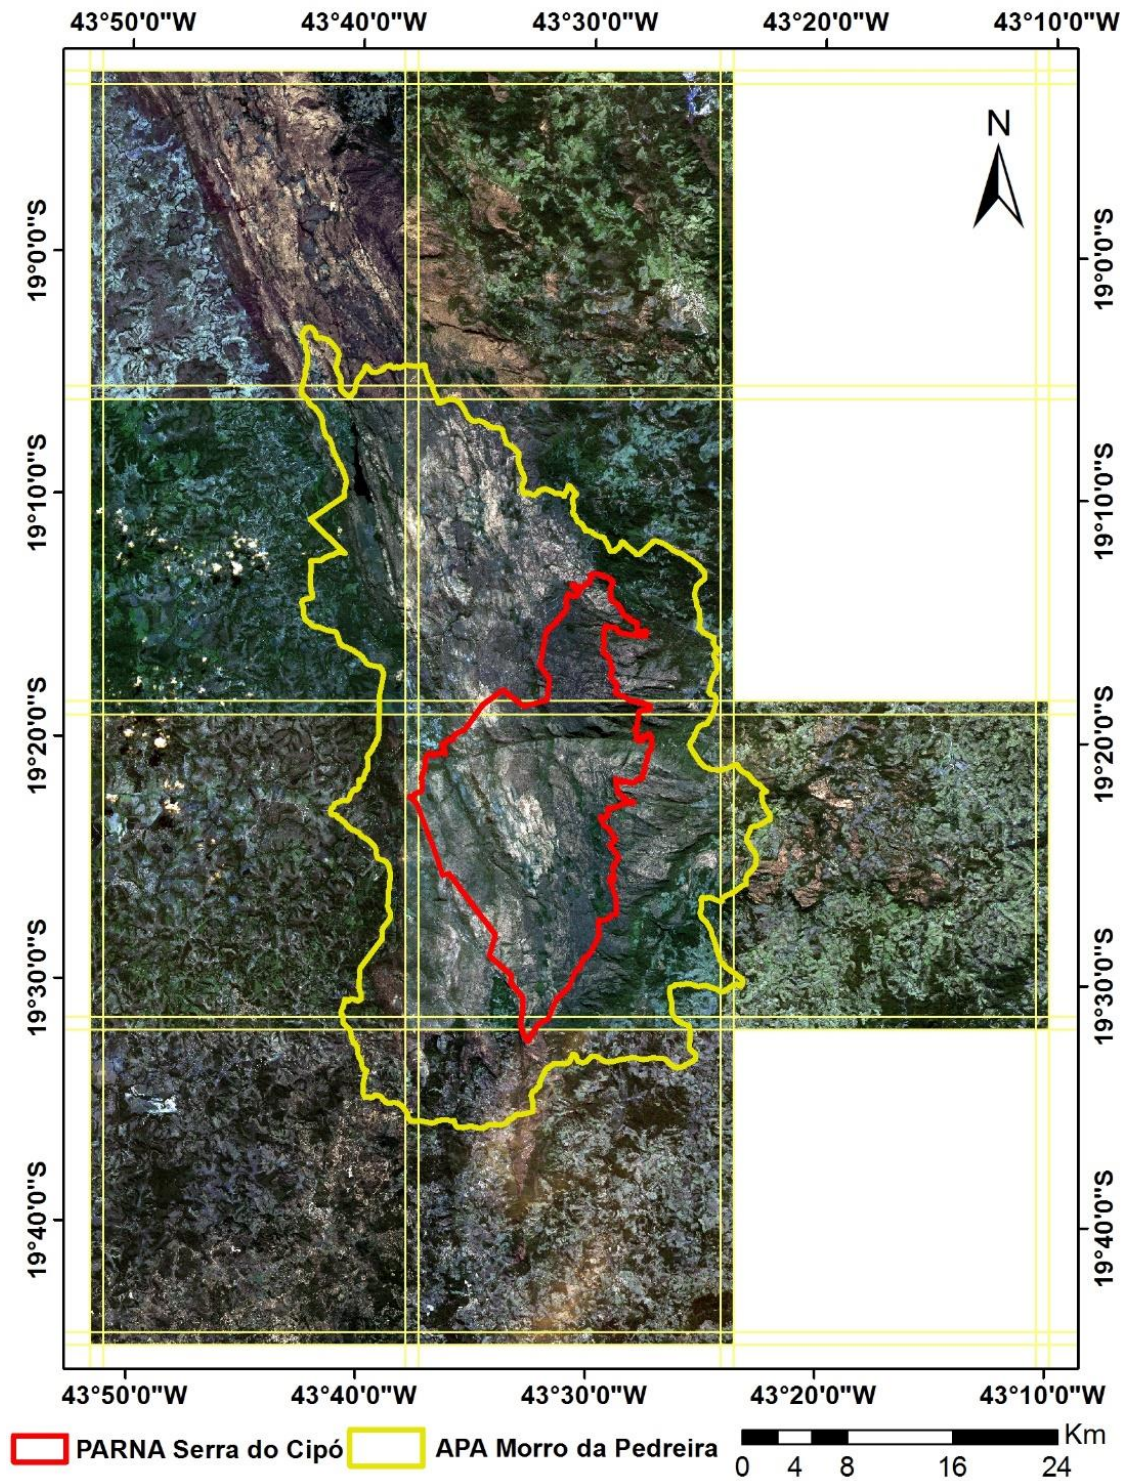 43°50'0"W 43°40'0"W 43°30'0"W 43°20'0"W 43°10'0"W
N
19°0'0"S 19°0'0"S
19°10'0"S 19°10'0"S
19°20'0"S 19°20'0"S
19°30'0"S 19°30'0"S
19°40'0"S 19°40'0"S
43°50'0"W 43°40'0"W 43°30'0"W 43°20'0"W 43°10'0"W
PARNA Serra do Cipó APA Morro da Pedreira Km
0 4 8 16 24